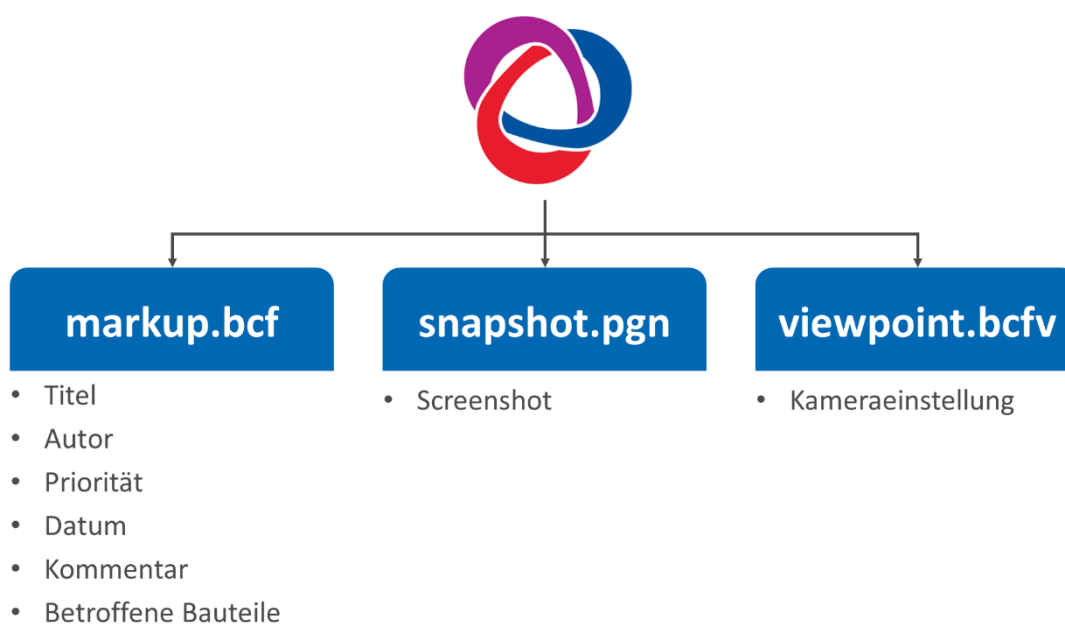 markup.bcf
• Titel
• Autor
• Priorität
• Datum
• Kommentar
• Betroffene Bauteile
snapshot.pgn
• Screenshot
viewpoint.bcfv
• Kameraeinstellung